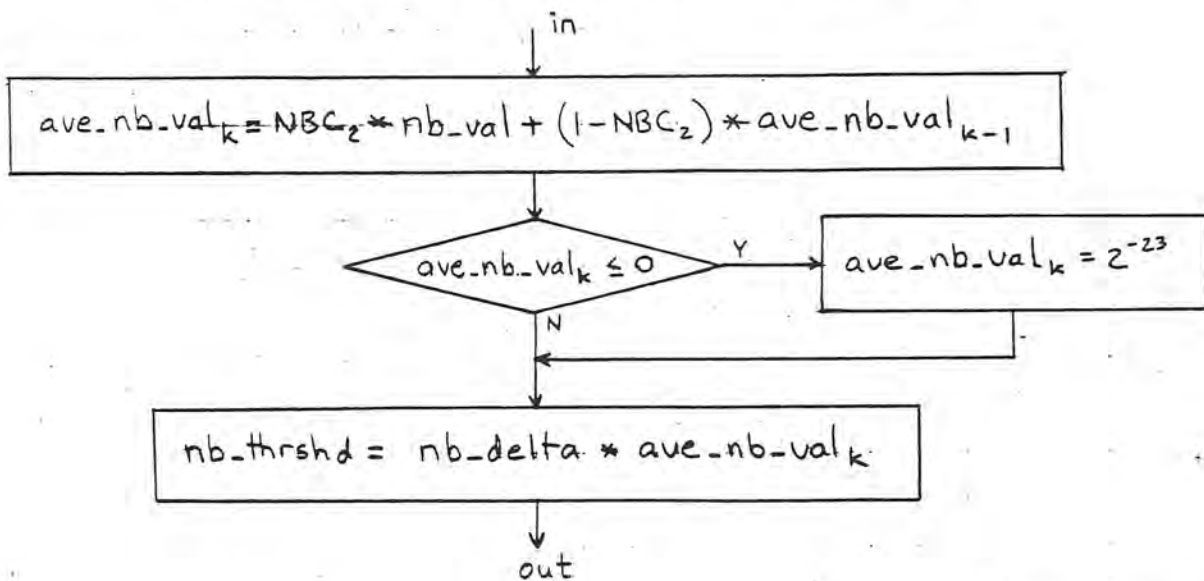 in
ave_nb_val_k = NBC_2 * nb_val + (1-NBC_2) * ave_nb_val_k-1
ave_nb_val_k ≤ 0
Y
ave_nb_val_k = 2^-23
N
nb_thrshd = nb_delta * ave_nb_val_k
out